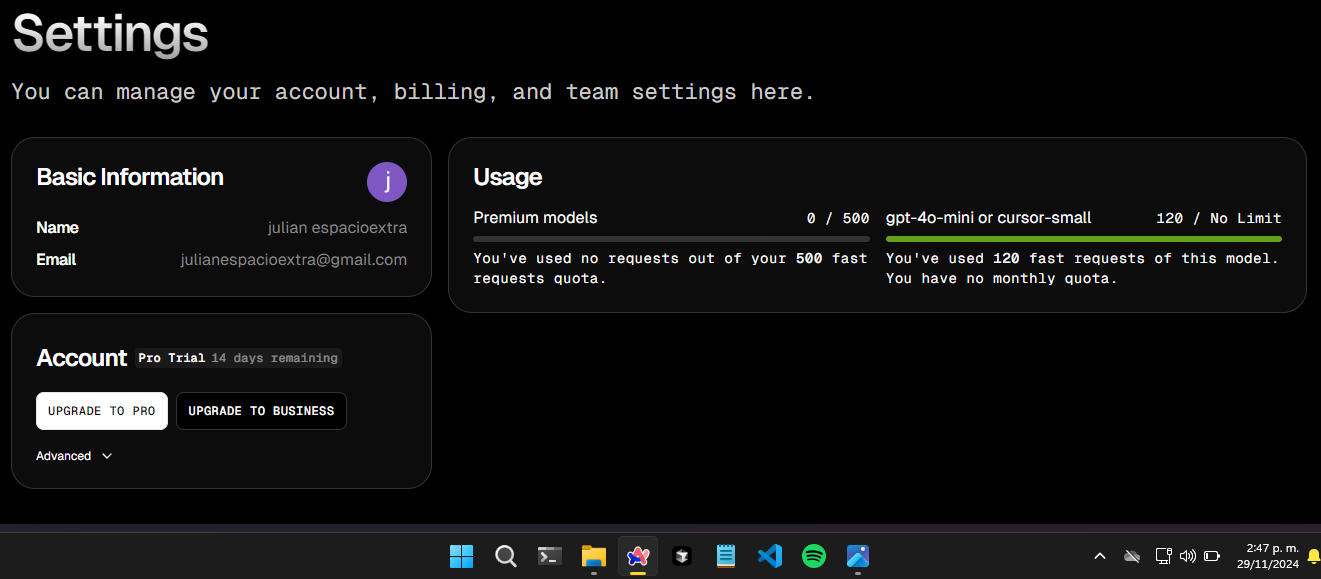 Settings
You can manage your account, billing, and team settings here.
Basic Information
j
Name julian espacioextra
Email julianespacioextra@gmail.com
Account Pro Trial 14 days remaining
UPGRADE TO PRO UPGRADE TO BUSINESS
Advanced
Usage
Premium models 0 / 500
You've used no requests out of your 500 fast
requests quota.
gpt-4o-mini or cursor-small 120 / No Limit
You've used 120 fast requests of this model.
You have no monthly quota.
2:47 p. m.
29/11/2024